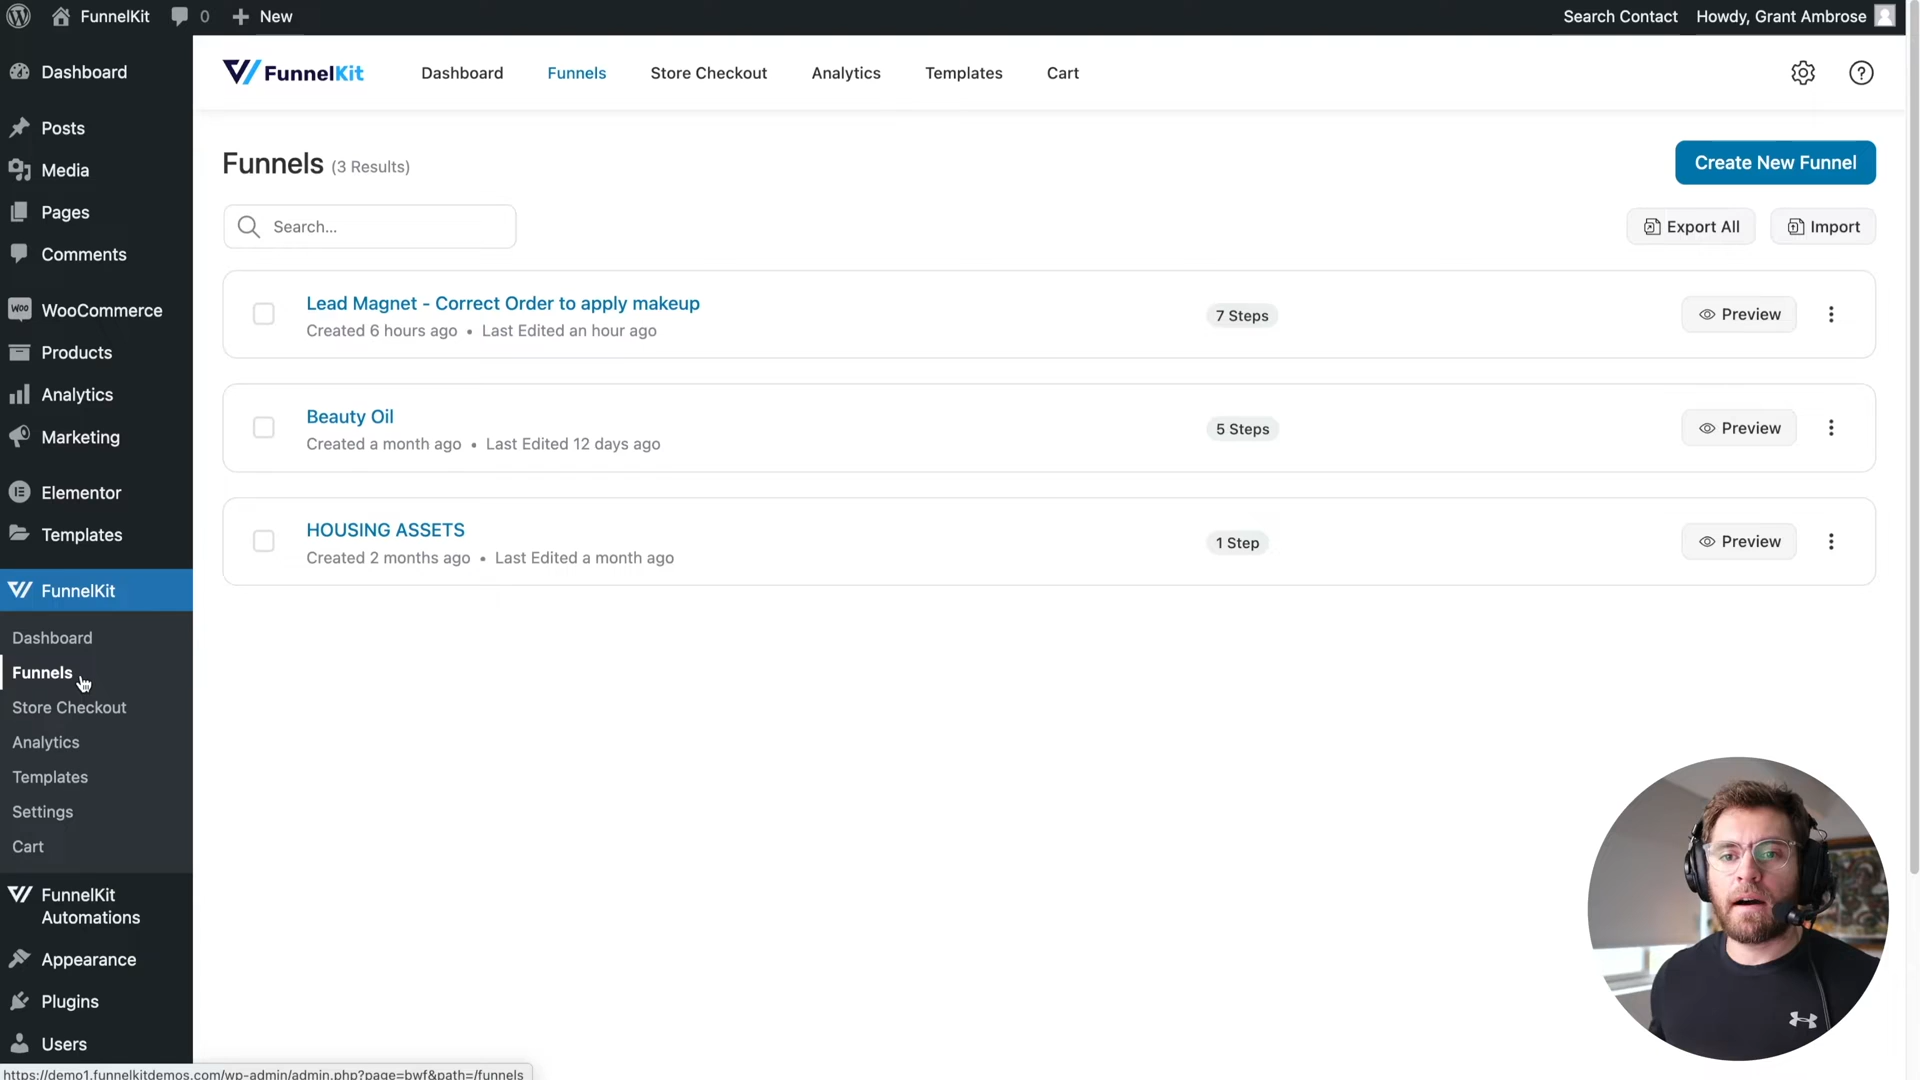 FunnelKit
0
New
Search Contact
Howdy, Grant Ambrose
Dashboard
Posts
Media
Pages
Comments
WOO
WooCommerce
Products
Analytics
Marketing
Elementor
Templates
FunnelKit
Dashboard
Funnels
Store Checkout
Analytics
Templates
Settings
Cart
FunnelKit
Automations
Appearance
Plugins
Users
FunnelKit
Dashboard
Funnels
Store Checkout
Analytics
Templates
Cart
Funnels (3 Results)
Create New Funnel
Search...
Export All
Import
Lead Magnet - Correct Order to apply makeup
Created 6 hours ago • Last Edited an hour ago
7 Steps
Preview
Beauty Oil
Created a month ago • Last Edited 12 days ago
5 Steps
Preview
HOUSING ASSETS
Created 2 months ago • Last Edited a month ago
1 Step
Preview
https://demo1.funnelkitdemos.com/wp-admin/admin.php?page=bwf&path=/funnels